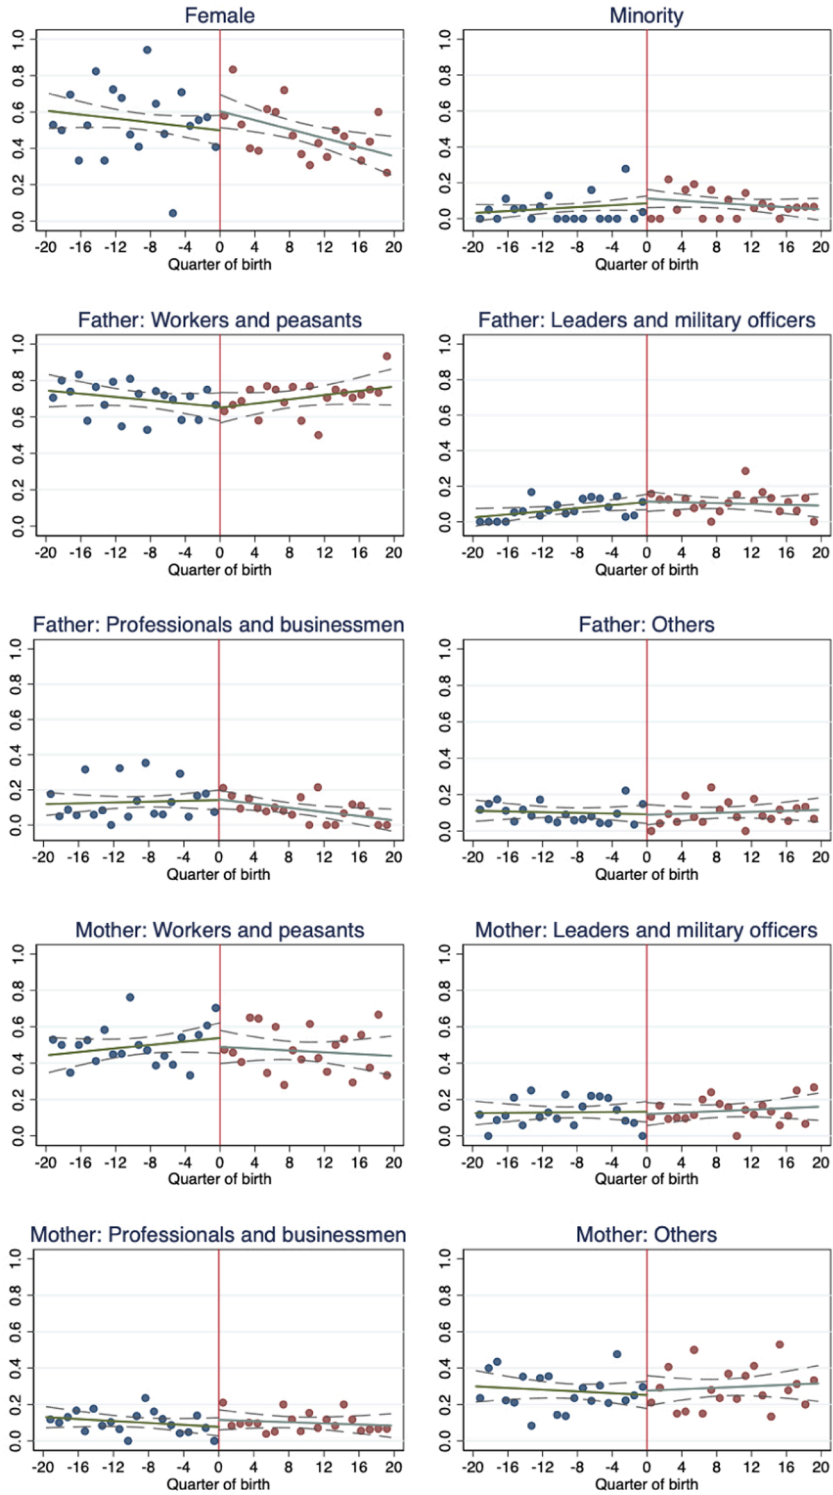 Female
1.0
0.8
0.6
0.4
0.2
0.0
-20 -16 -12 -8 -4 0 4 8 12 16 20
Quarter of birth
Minority
1.0
0.8
0.6
0.4
0.2
0.0
-20 -16 -12 -8 -4 0 4 8 12 16 20
Quarter of birth
Father: Workers and peasants
1.0
0.8
0.6
0.4
0.2
0.0
-20 -16 -12 -8 -4 0 4 8 12 16 20
Quarter of birth
Father: Leaders and military officers
1.0
0.8
0.6
0.4
0.2
0.0
-20 -16 -12 -8 -4 0 4 8 12 16 20
Quarter of birth
Father: Professionals and businessmen
1.0
0.8
0.6
0.4
0.2
0.0
-20 -16 -12 -8 -4 0 4 8 12 16 20
Quarter of birth
Father: Others
1.0
0.8
0.6
0.4
0.2
0.0
-20 -16 -12 -8 -4 0 4 8 12 16 20
Quarter of birth
Mother: Workers and peasants
1.0
0.8
0.6
0.4
0.2
0.0
-20 -16 -12 -8 -4 0 4 8 12 16 20
Quarter of birth
Mother: Leaders and military officers
1.0
0.8
0.6
0.4
0.2
0.0
-20 -16 -12 -8 -4 0 4 8 12 16 20
Quarter of birth
Mother: Professionals and businessmen
1.0
0.8
0.6
0.4
0.2
0.0
-20 -16 -12 -8 -4 0 4 8 12 16 20
Quarter of birth
Mother: Others
1.0
0.8
0.6
0.4
0.2
0.0
-20 -16 -12 -8 -4 0 4 8 12 16 20
Quarter of birth